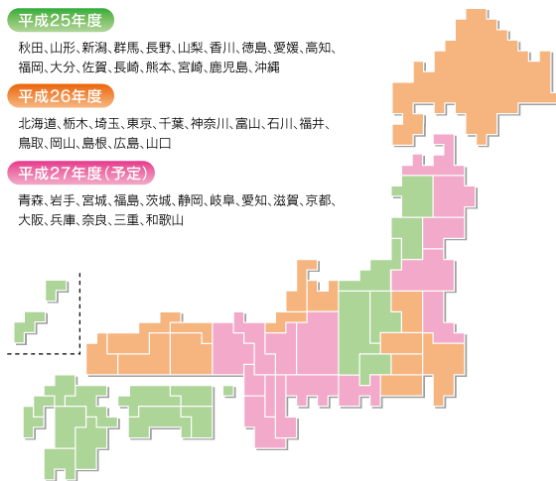 平成25年度
秋田、山形、新潟、群馬、長野、山梨、香川、徳島、愛媛、高知、
福岡、大分、佐賀、長崎、熊本、宮崎、鹿児島、沖縄
平成26年度
北海道、栃木、埼玉、東京、千葉、神奈川、富山、石川、福井、
鳥取、岡山、島根、広島、山口
平成27年度(予定)
青森、岩手、宮城、福島、茨城、静岡、岐阜、愛知、滋賀、京都、
大阪、兵庫、奈良、三重、和歌山